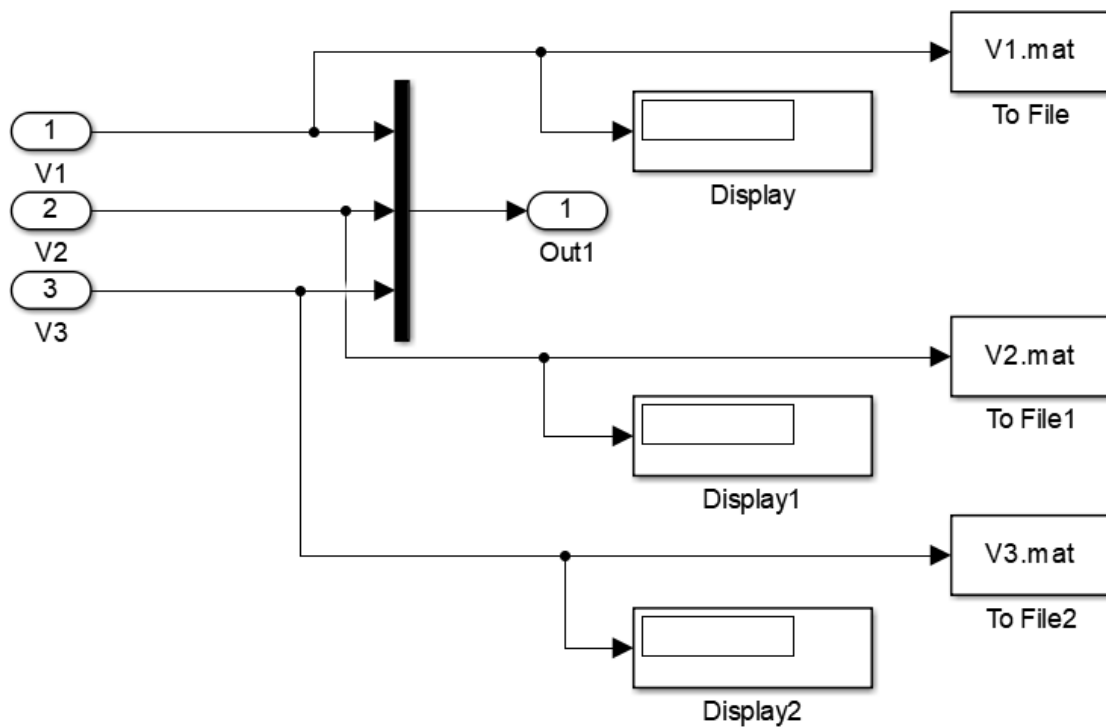 V1.mat
To File
Display
1
V1
2
V2
1
Out1
3
V3
V2.mat
To File1
Display1
V3.mat
To File2
Display2